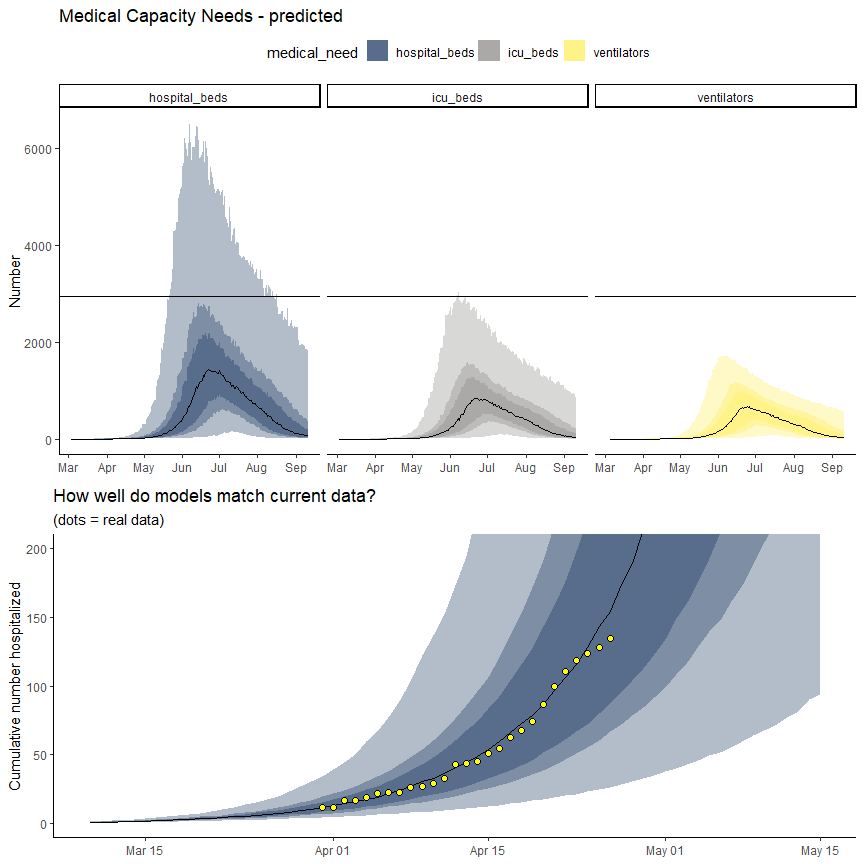 Medical Capacity Needs - predicted
medical_need hospital_beds icu_beds ventilators
hospital_beds icu_beds ventilators
Number
6000
4000
2000
0
Mar Apr May Jun Jul Aug Sep Mar Apr May Jun Jul Aug Sep Mar Apr May Jun Jul Aug Sep
How well do models match current data?
(dots = real data)
Cumulative number hospitalized
200
150
100
50
0
Mar 15 Apr 01 Apr 15 May 01 May 15